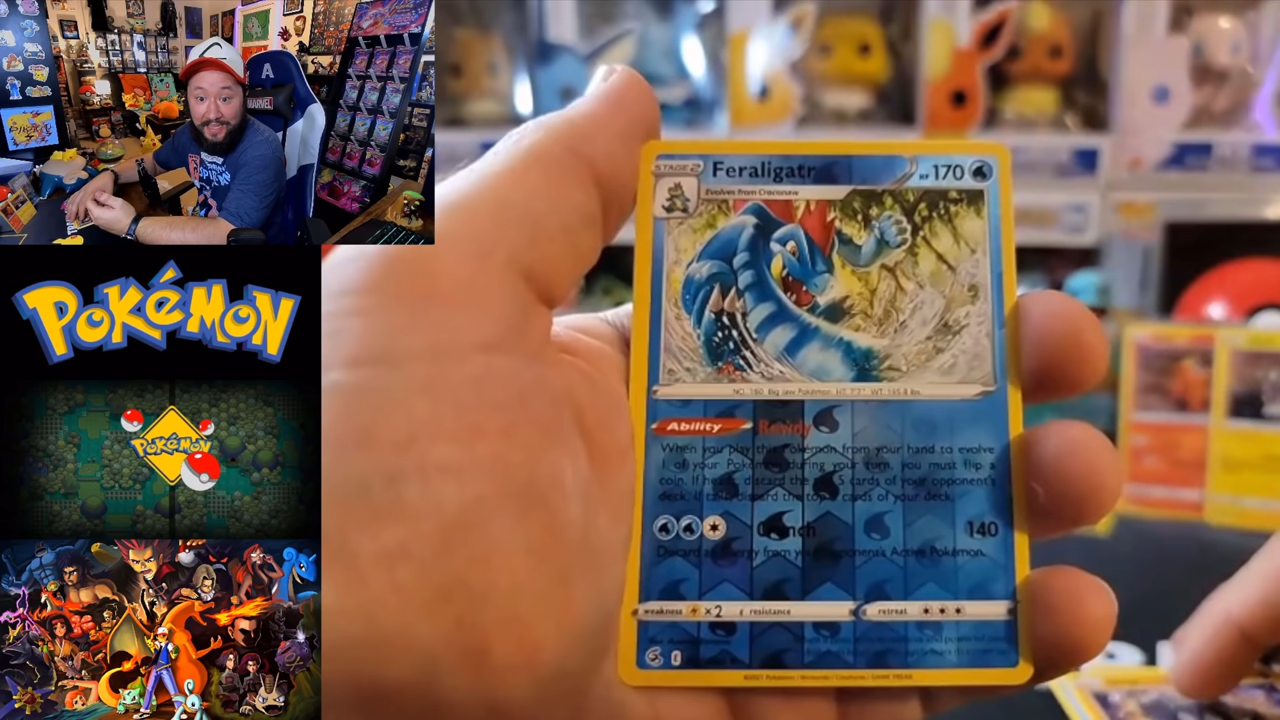 A
MARVEL
POKéMON
POKéMON
STAGE 2
Feraligatr
HP 170
Evolves from Croconaw
NO. 160 Big Jaw Pokémon HT: 7'7" WT: 195.8 lbs.
Ability Rowdy
When you play this Pokémon from your hand to evolve
1 of your Pokémon during your turn, you must flip a
coin. If heads, discard the top 5 cards of your opponent's
deck. If tails, discard the top 5 cards of your deck.
Crunch 140
Discard an Energy from your opponent's Active Pokémon.
weakness ×2 resistance retreat
©2021 Pokémon / Nintendo / Creatures / GAME FREAK